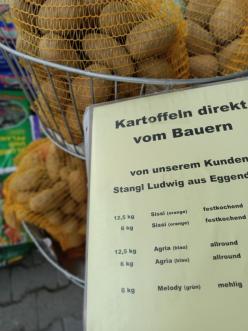 Kartoffeln direkt
vom Bauern
von unserem Kunden
Stangl Ludwig aus Eggend
12,5 kg Sissi (orange) festkochend
6 kg Sissi (orange) festkochend
12,5 kg Agria (blau) allround
6 kg Agria (blau) allround
6 kg Melody (grün) mehlig